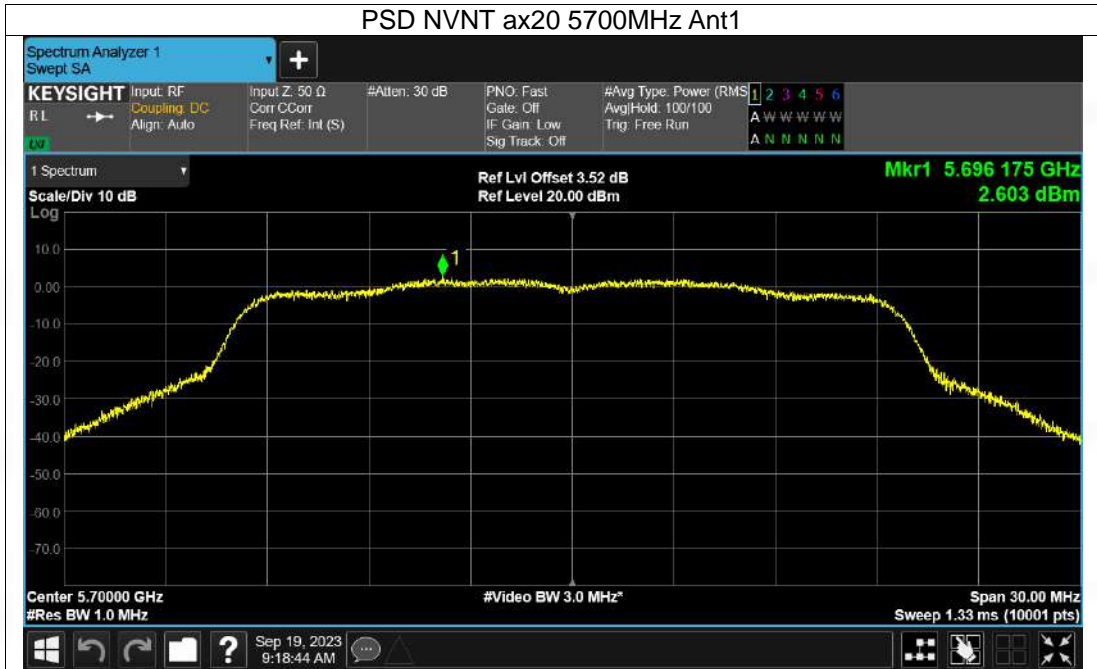 PSD NVNT ax20 5700MHz Ant1
Spectrum Analyzer 1
Swept SA
+
KEYSIGHT
R L
LXI
Input: RF
Coupling: DC
Align: Auto
Input Z: 50 Ω
Corr CCorr
Freq Ref: Int (S)
#Atten: 30 dB
PNO: Fast
Gate: Off
IF Gain: Low
Sig Track: Off
#Avg Type: Power (RMS
Avg|Hold: 100/100
Trig: Free Run
1 2 3 4 5 6
A W W W W W
A N N N N N
1 Spectrum
Scale/Div 10 dB
Log
Ref Lvl Offset 3.52 dB
Ref Level 20.00 dBm
Mkr1 5.696 175 GHz
2.603 dBm
1
10.0
0.00
-10.0
-20.0
-30.0
-40.0
-50.0
-60.0
-70.0
Center 5.70000 GHz
#Res BW 1.0 MHz
#Video BW 3.0 MHz*
Span 30.00 MHz
Sweep 1.33 ms (10001 pts)
?
Sep 19, 2023
9:18:44 AM